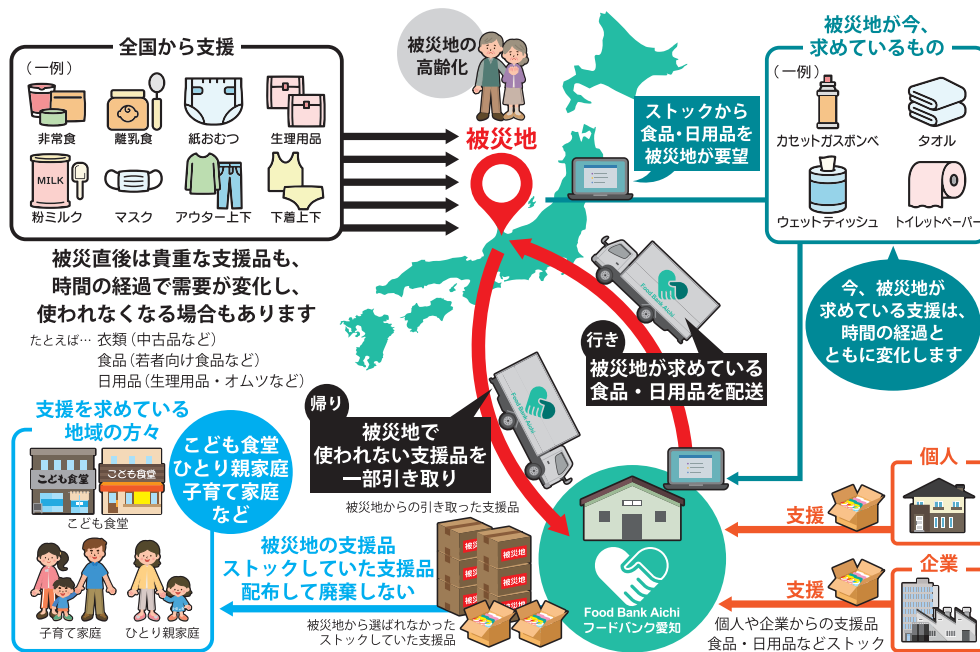 全国から支援
（一例）
非常食
離乳食
紙おむつ
生理用品
MILK
粉ミルク
マスク
アウター上下
下着上下
被災地の
高齢化
被災地
ストックから
食品・日用品を
被災地が要望
被災地が今、
求めているもの
（一例）
カセットガスボンベ
タオル
ウェットティッシュ
トイレットペーパー
今、被災地が
求めている支援は、
時間の経過と
ともに変化します
被災直後は貴重な支援品も、
時間の経過で需要が変化し、
使われなくなる場合もあります
たとえば… 衣類（中古品など）
食品（若者向け食品など）
日用品（生理用品・オムツなど）
Food Bank Aichi
行き
被災地が求めている
食品・日用品を配送
帰り
被災地で
使われない支援品を
一部引き取り
Food Bank Aichi
支援を求めている
地域の方々
こども食堂
こども食堂
こども食堂
こども食堂
ひとり親家庭
子育て家庭
など
子育て家庭
ひとり親家庭
被災地の支援品
ストックしていた支援品
配布して廃棄しない
被災地からの引き取った支援品
被災地
被災地
被災地
被災地
被災地
被災地
被災地から選ばれなかった
ストックしていた支援品
Food Bank Aichi
フードバンク愛知
個人
支援
企業
支援
個人や企業からの支援品
食品・日用品などストック